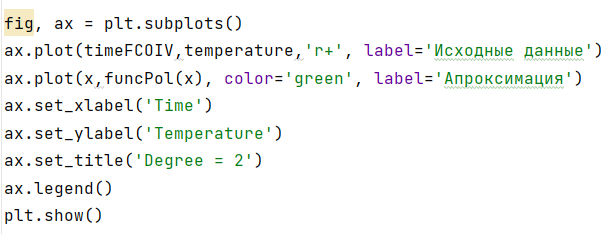 fig, ax = plt.subplots()
ax.plot(timeFCOIV,temperature,'r+', label='Исходные данные')
ax.plot(x,funcPol(x), color='green', label='Апроксимация')
ax.set_xlabel('Time')
ax.set_ylabel('Temperature')
ax.set_title('Degree = 2')
ax.legend()
plt.show()